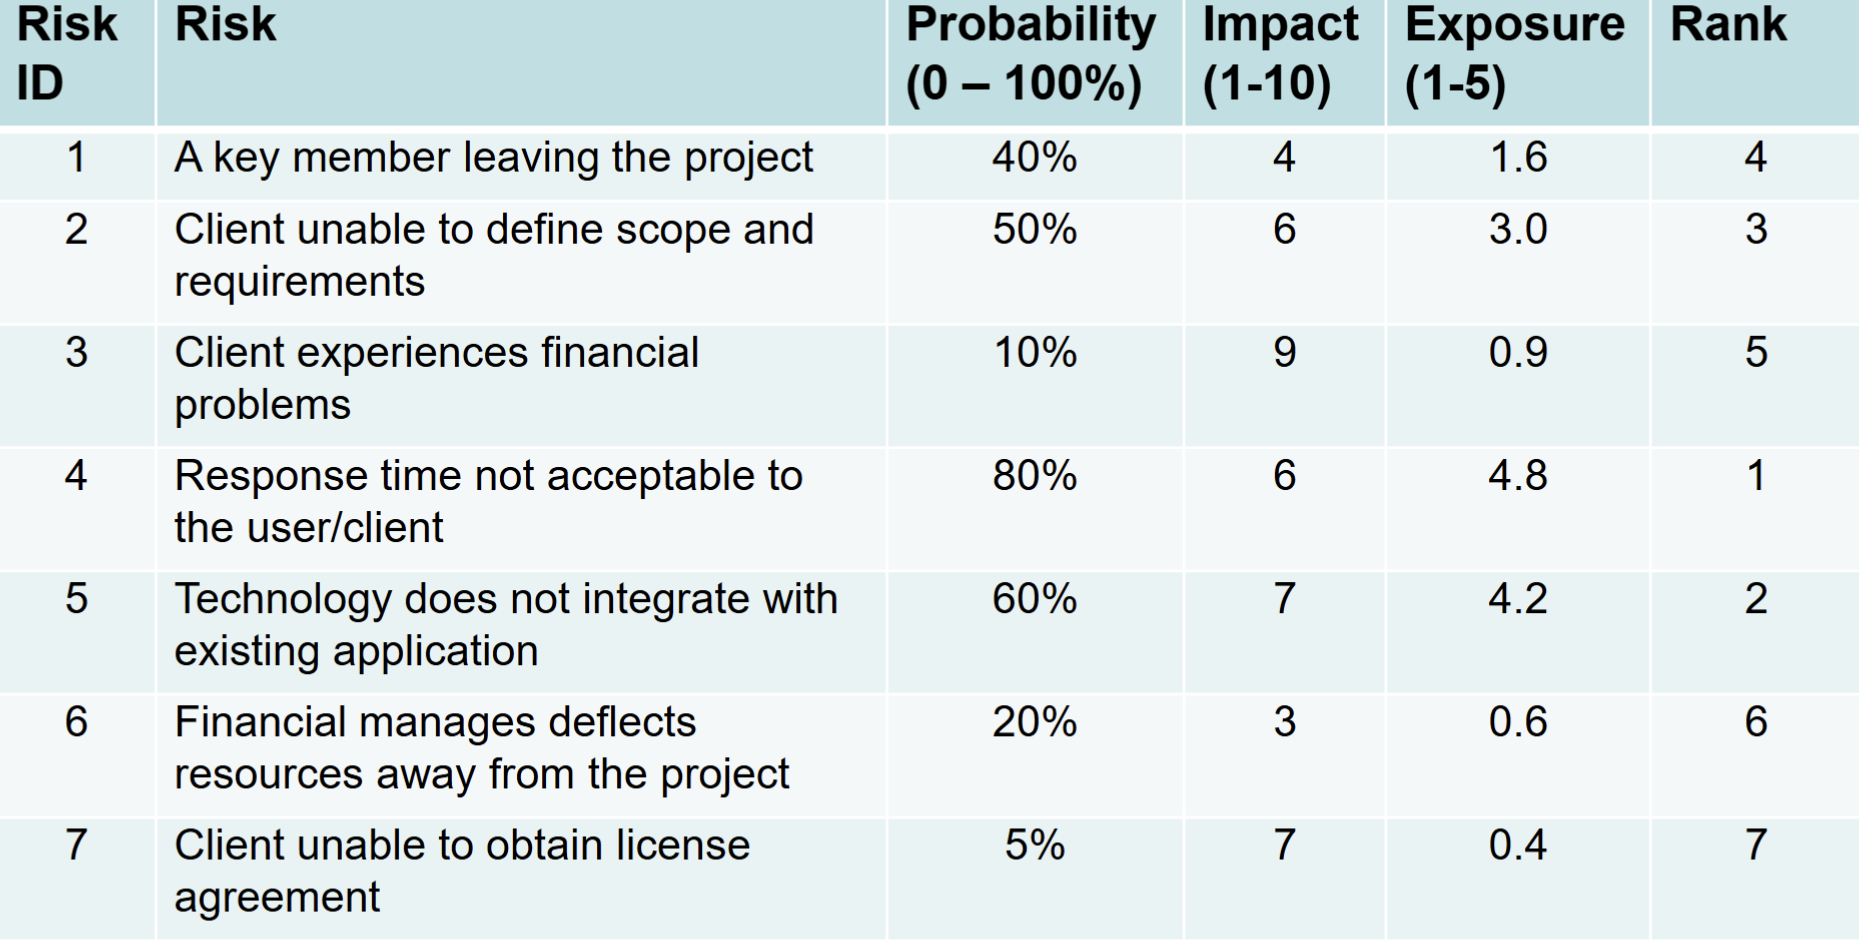 Risk ID | Risk | Probability (0 – 100%) | Impact (1-10) | Exposure (1-5) | Rank
1 | A key member leaving the project | 40% | 4 | 1.6 | 4
2 | Client unable to define scope and requirements | 50% | 6 | 3.0 | 3
3 | Client experiences financial problems | 10% | 9 | 0.9 | 5
4 | Response time not acceptable to the user/client | 80% | 6 | 4.8 | 1
5 | Technology does not integrate with existing application | 60% | 7 | 4.2 | 2
6 | Financial manages deflects resources away from the project | 20% | 3 | 0.6 | 6
7 | Client unable to obtain license agreement | 5% | 7 | 0.4 | 7